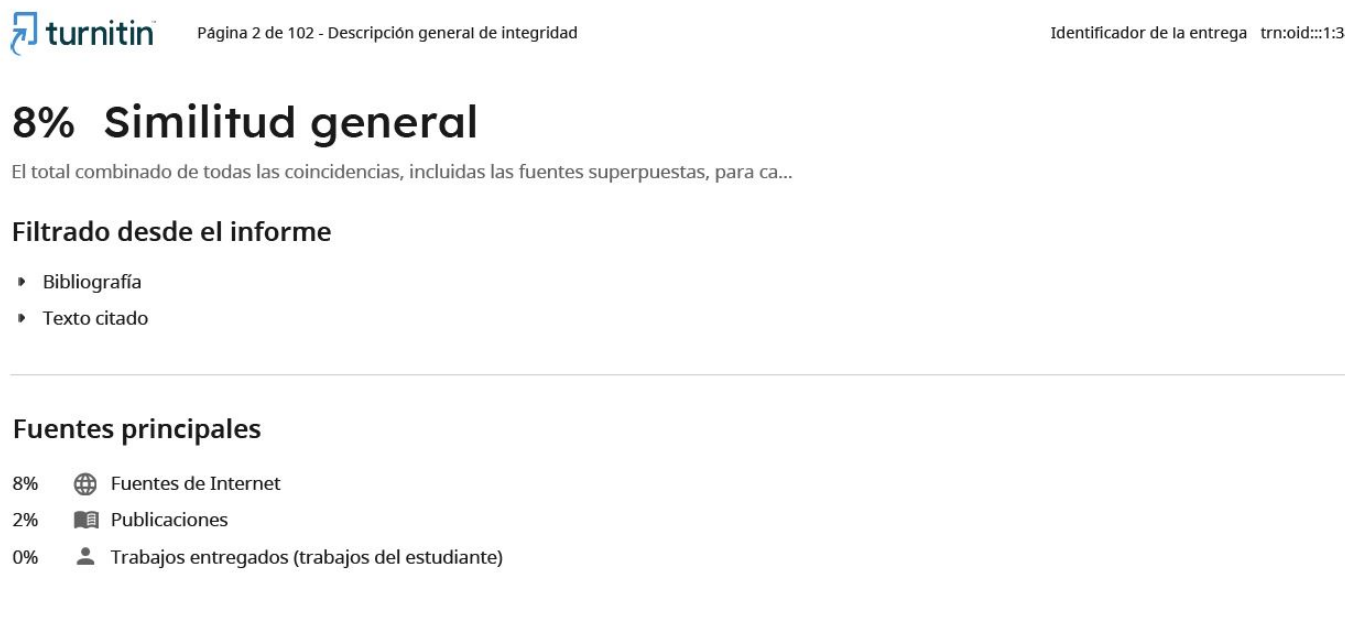 turnitin Página 2 de 102 - Descripción general de integridad Identificador de la entrega trn:oid:::1:3
8% Similitud general
El total combinado de todas las coincidencias, incluidas las fuentes superpuestas, para ca...
Filtrado desde el informe
Bibliografía
Texto citado
Fuentes principales
8% Fuentes de Internet
2% Publicaciones
0% Trabajos entregados (trabajos del estudiante)